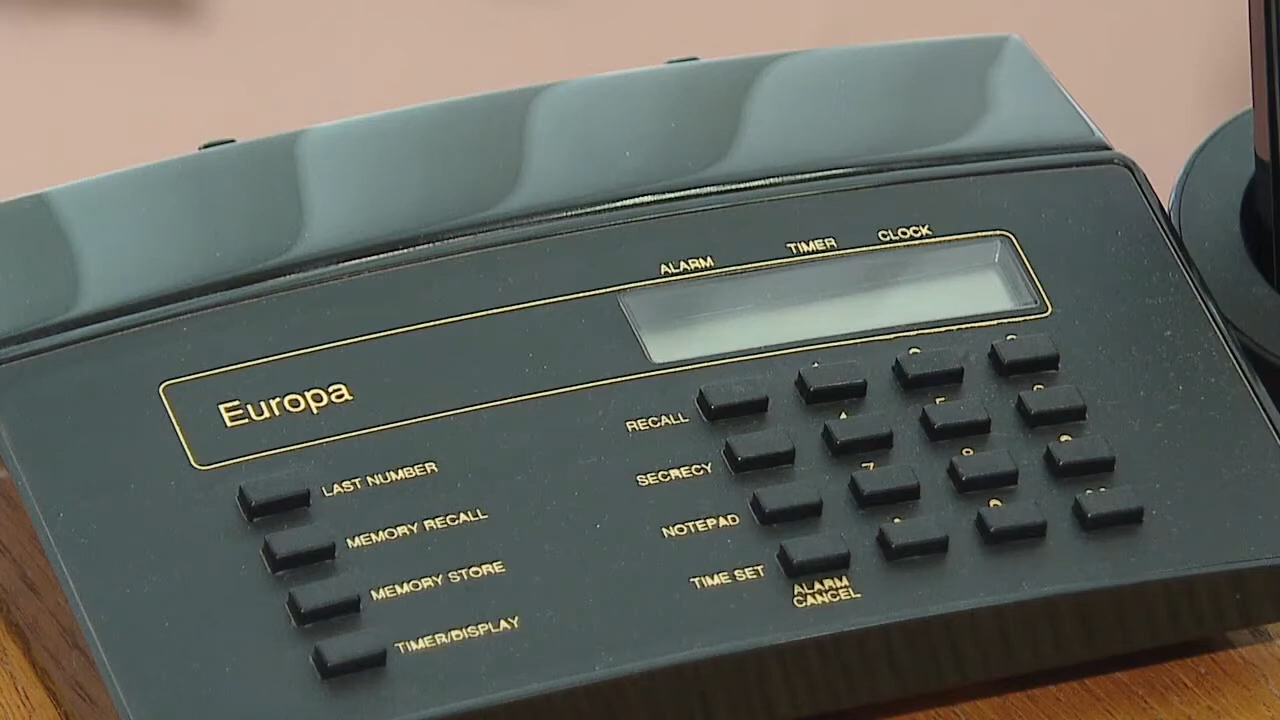 ALARM TIMER CLOCK
Europa
LAST NUMBER
MEMORY RECALL
MEMORY STORE
TIMER/DISPLAY
RECALL
SECRECY
NOTEPAD
TIME SET
ALARM
CANCEL